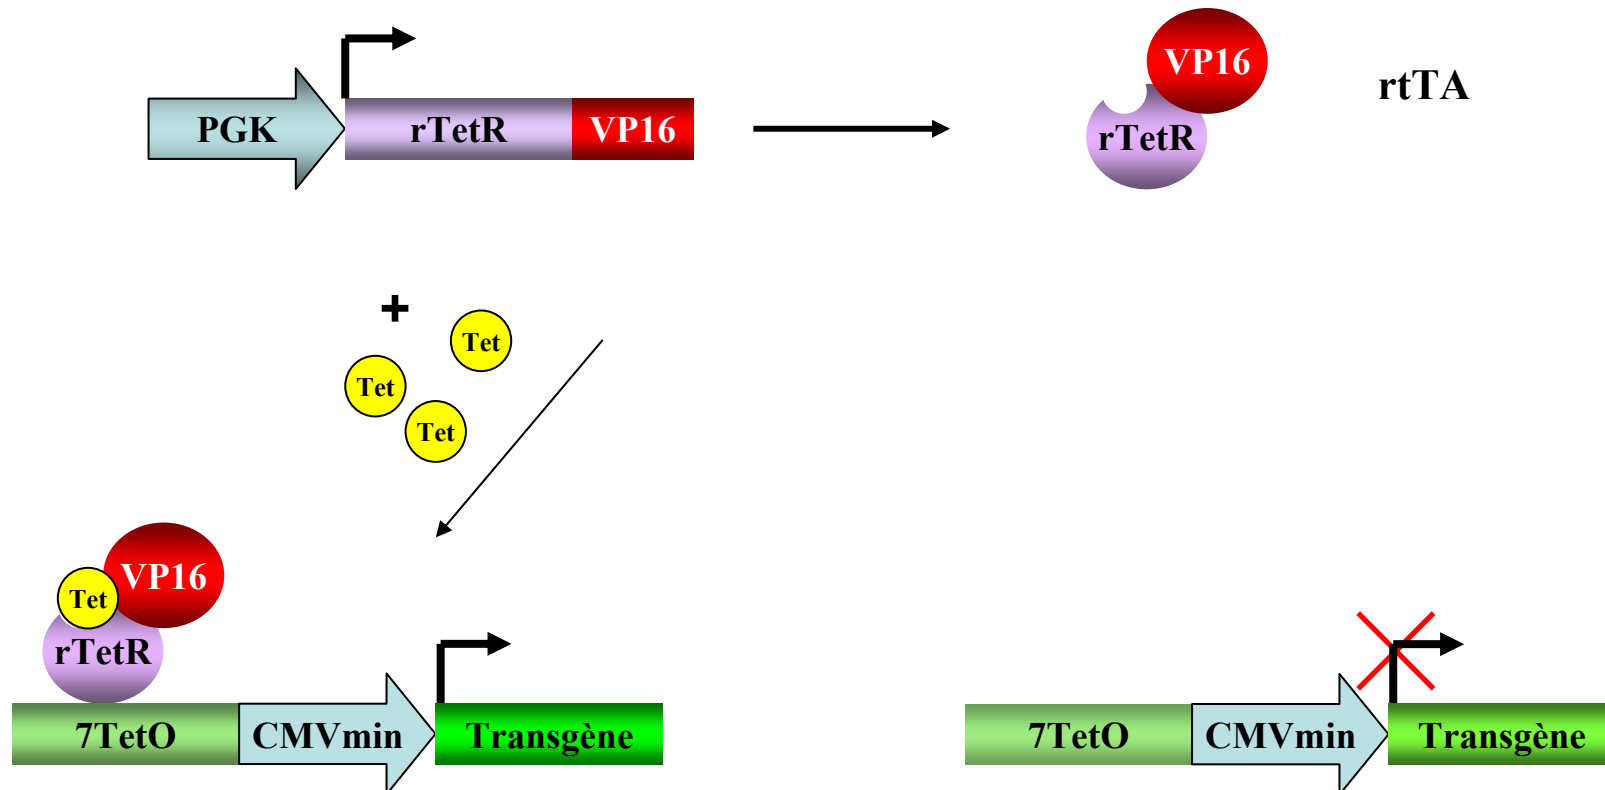 PGK rTetR VP16
VP16
rTetR
rtTA
+
Tet
Tet
Tet
VP16
Tet
rTetR
7TetO CMVmin Transgène
7TetO CMVmin Transgène